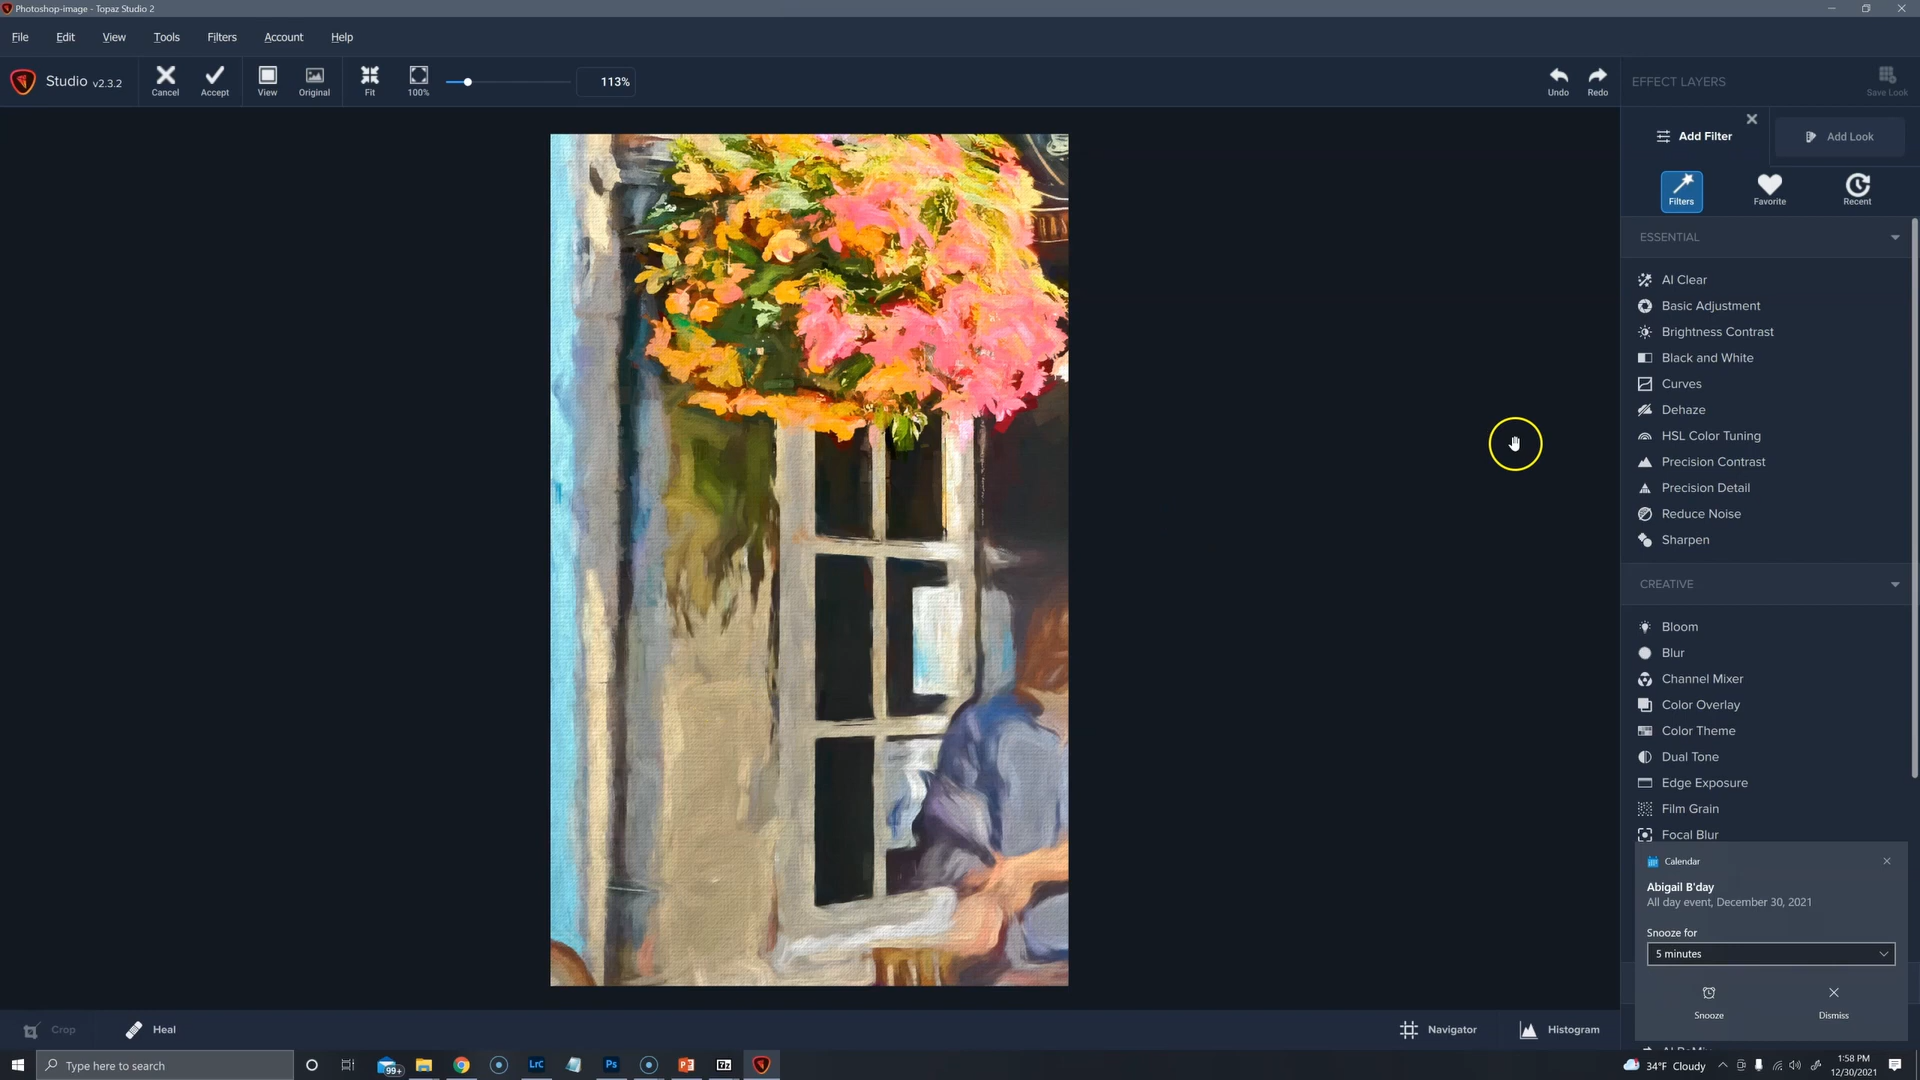 Photoshop-image - Topaz Studio 2
File Edit View Tools Filters Account Help
Studio v2.3.2
Cancel Accept View Original Fit 100% 113% Undo Redo
EFFECT LAYERS
Save Look
Add Filter
Add Look
Filters Favorite Recent
ESSENTIAL
AI Clear
Basic Adjustment
Brightness Contrast
Black and White
Curves
Dehaze
HSL Color Tuning
Precision Contrast
Precision Detail
Reduce Noise
Sharpen
CREATIVE
Bloom
Blur
Channel Mixer
Color Overlay
Color Theme
Dual Tone
Edge Exposure
Film Grain
Focal Blur
Calendar
Abigail B'day
All day event, December 30, 2021
Snooze for
5 minutes
Snooze Dismiss
Crop Heal Navigator Histogram
Type here to search
99+
LrC
Ps
34°F Cloudy
1:58 PM
12/30/2021